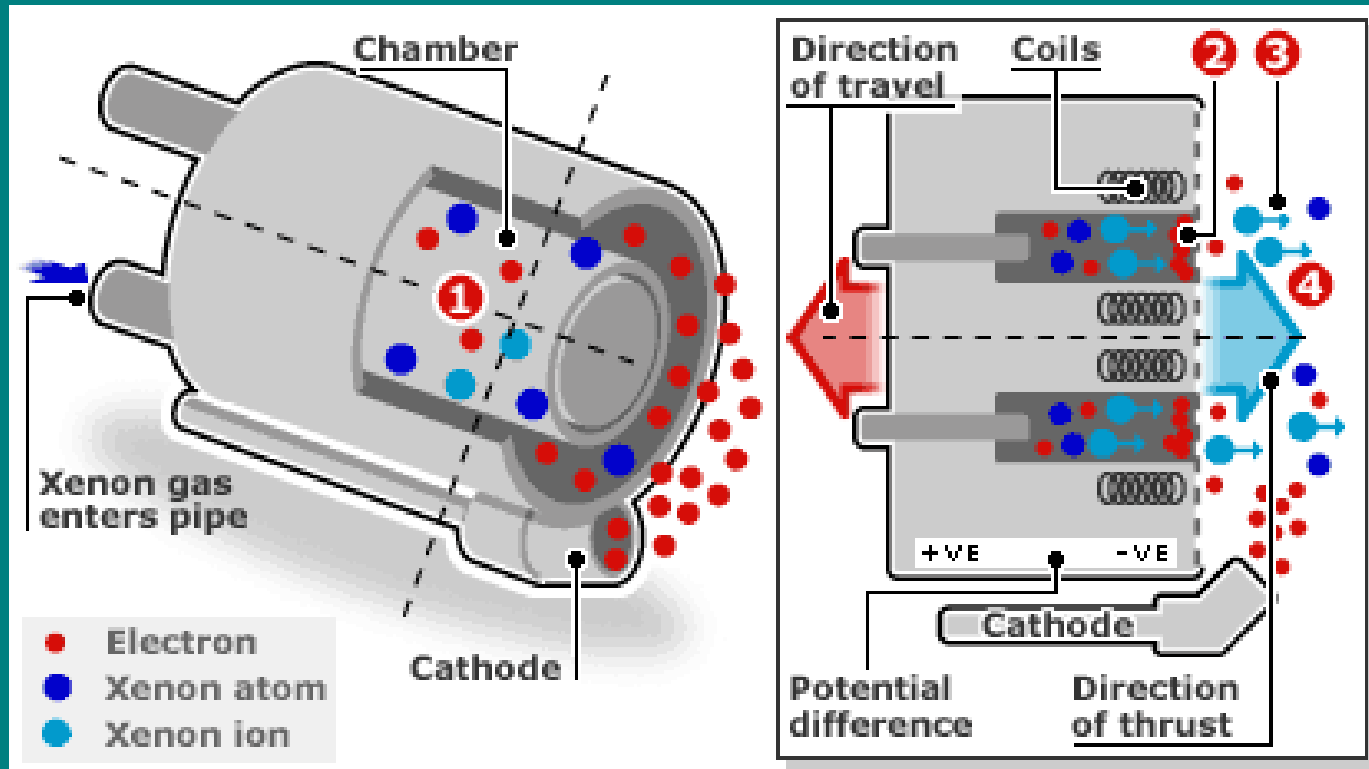 Chamber
1
Xenon gas
enters pipe
Cathode
Electron
Xenon atom
Xenon ion
Direction
of travel
Coils
2
3
4
+VE
-VE
Cathode
Potential
difference
Direction
of thrust